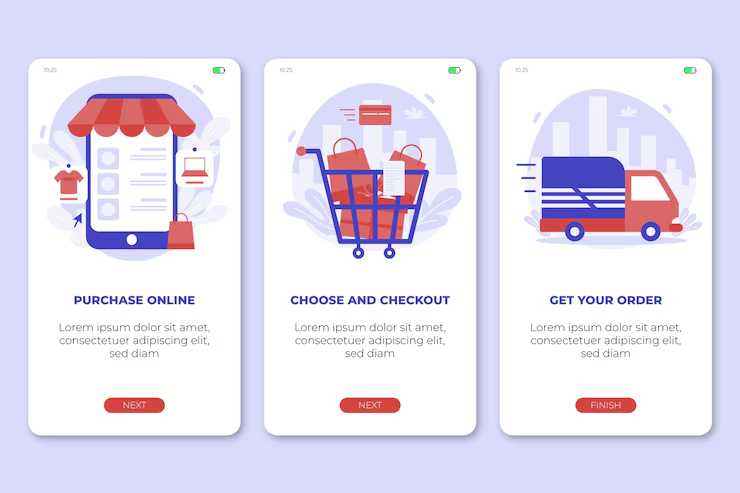 10:25
PURCHASE ONLINE
Lorem ipsum dolor sit amet,
consectetuer adipiscing elit,
sed diam
NEXT
10:25
CHOOSE AND CHECKOUT
Lorem ipsum dolor sit amet,
consectetuer adipiscing elit,
sed diam
NEXT
10:25
GET YOUR ORDER
Lorem ipsum dolor sit amet,
consectetuer adipiscing elit,
sed diam
FINISH